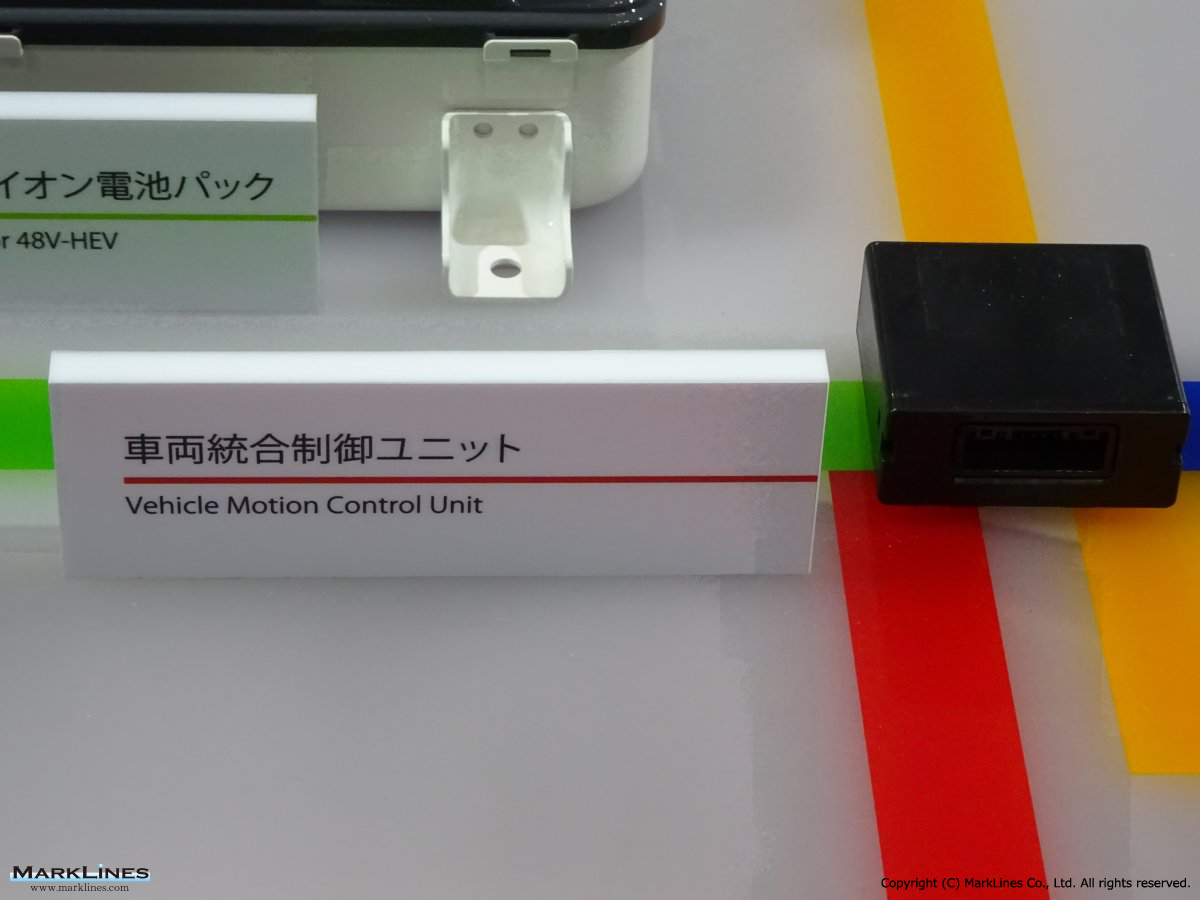 イオン電池パック
r 48V-HEV
車両統合制御ユニット
Vehicle Motion Control Unit
MARKLINES
www.marklines.com
Copyright (C) MarkLines Co., Ltd. All rights reserved.